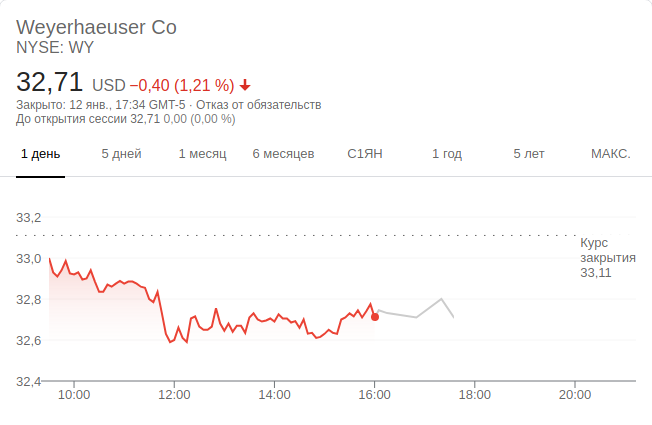 Weyerhaeuser Co
NYSE: WY
32,71 USD −0,40 (1,21 %)
Закрыто: 12 янв., 17:34 GMT-5 · Отказ от обязательств
До открытия сессии 32,71 0,00 (0,00 %)
1 день 5 дней 1 месяц 6 месяцев С1ЯН 1 год 5 лет МАКС.
33,2
Курс
закрытия
33,11
33,0
32,8
32,6
32,4
10:00 12:00 14:00 16:00 18:00 20:00